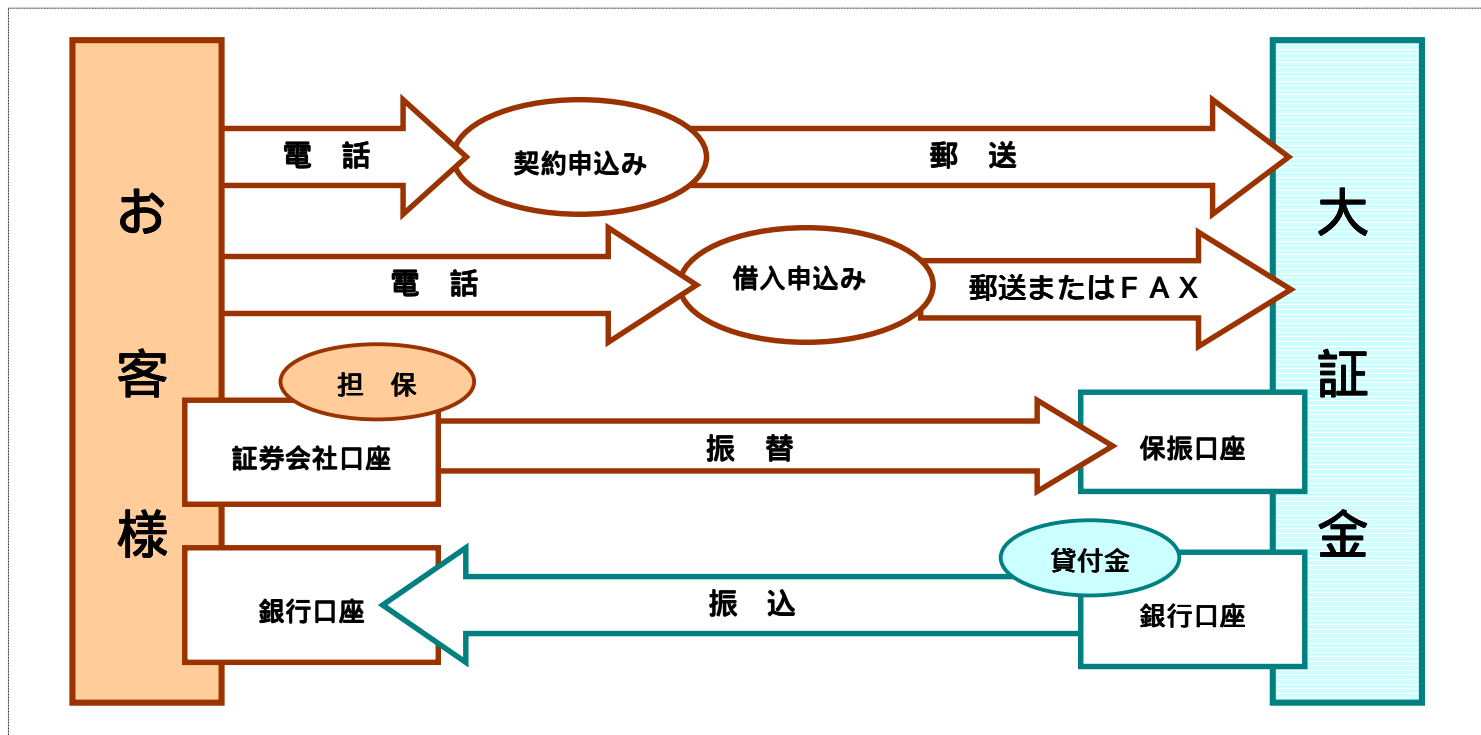 お客様
電　話
契約申込み
郵　送
大証金
電　話
借入申込み
郵送またはＦＡＸ
担　保
証券会社口座
振　替
保振口座
貸付金
銀行口座
振　込
銀行口座